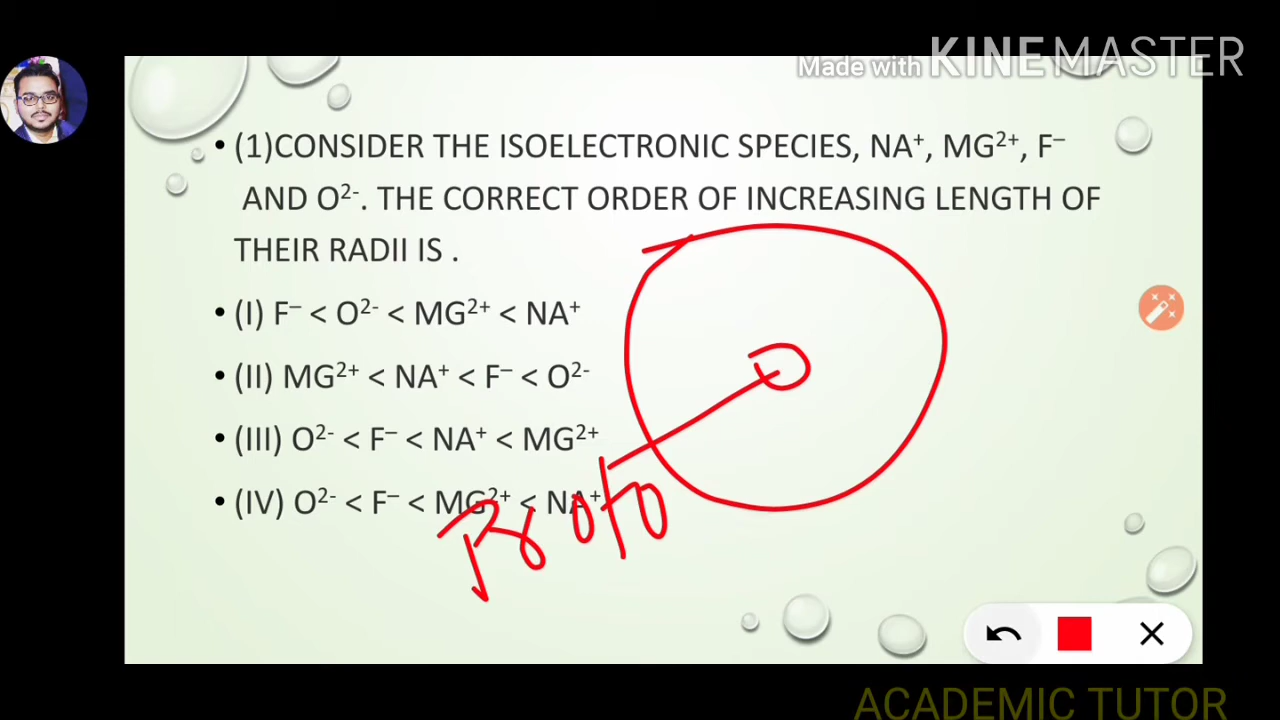 Made with KINEMASTER
• (1)CONSIDER THE ISOELECTRONIC SPECIES, NA⁺, MG²⁺, F⁻
AND O²⁻. THE CORRECT ORDER OF INCREASING LENGTH OF
THEIR RADII IS .
• (I) F⁻ < O²⁻ < MG²⁺ < NA⁺
• (II) MG²⁺ < NA⁺ < F⁻ < O²⁻
• (III) O²⁻ < F⁻ < NA⁺ < MG²⁺
• (IV) O²⁻ < F⁻ < MG²⁺ < NA⁺
Proto
ACADEMIC TUTOR